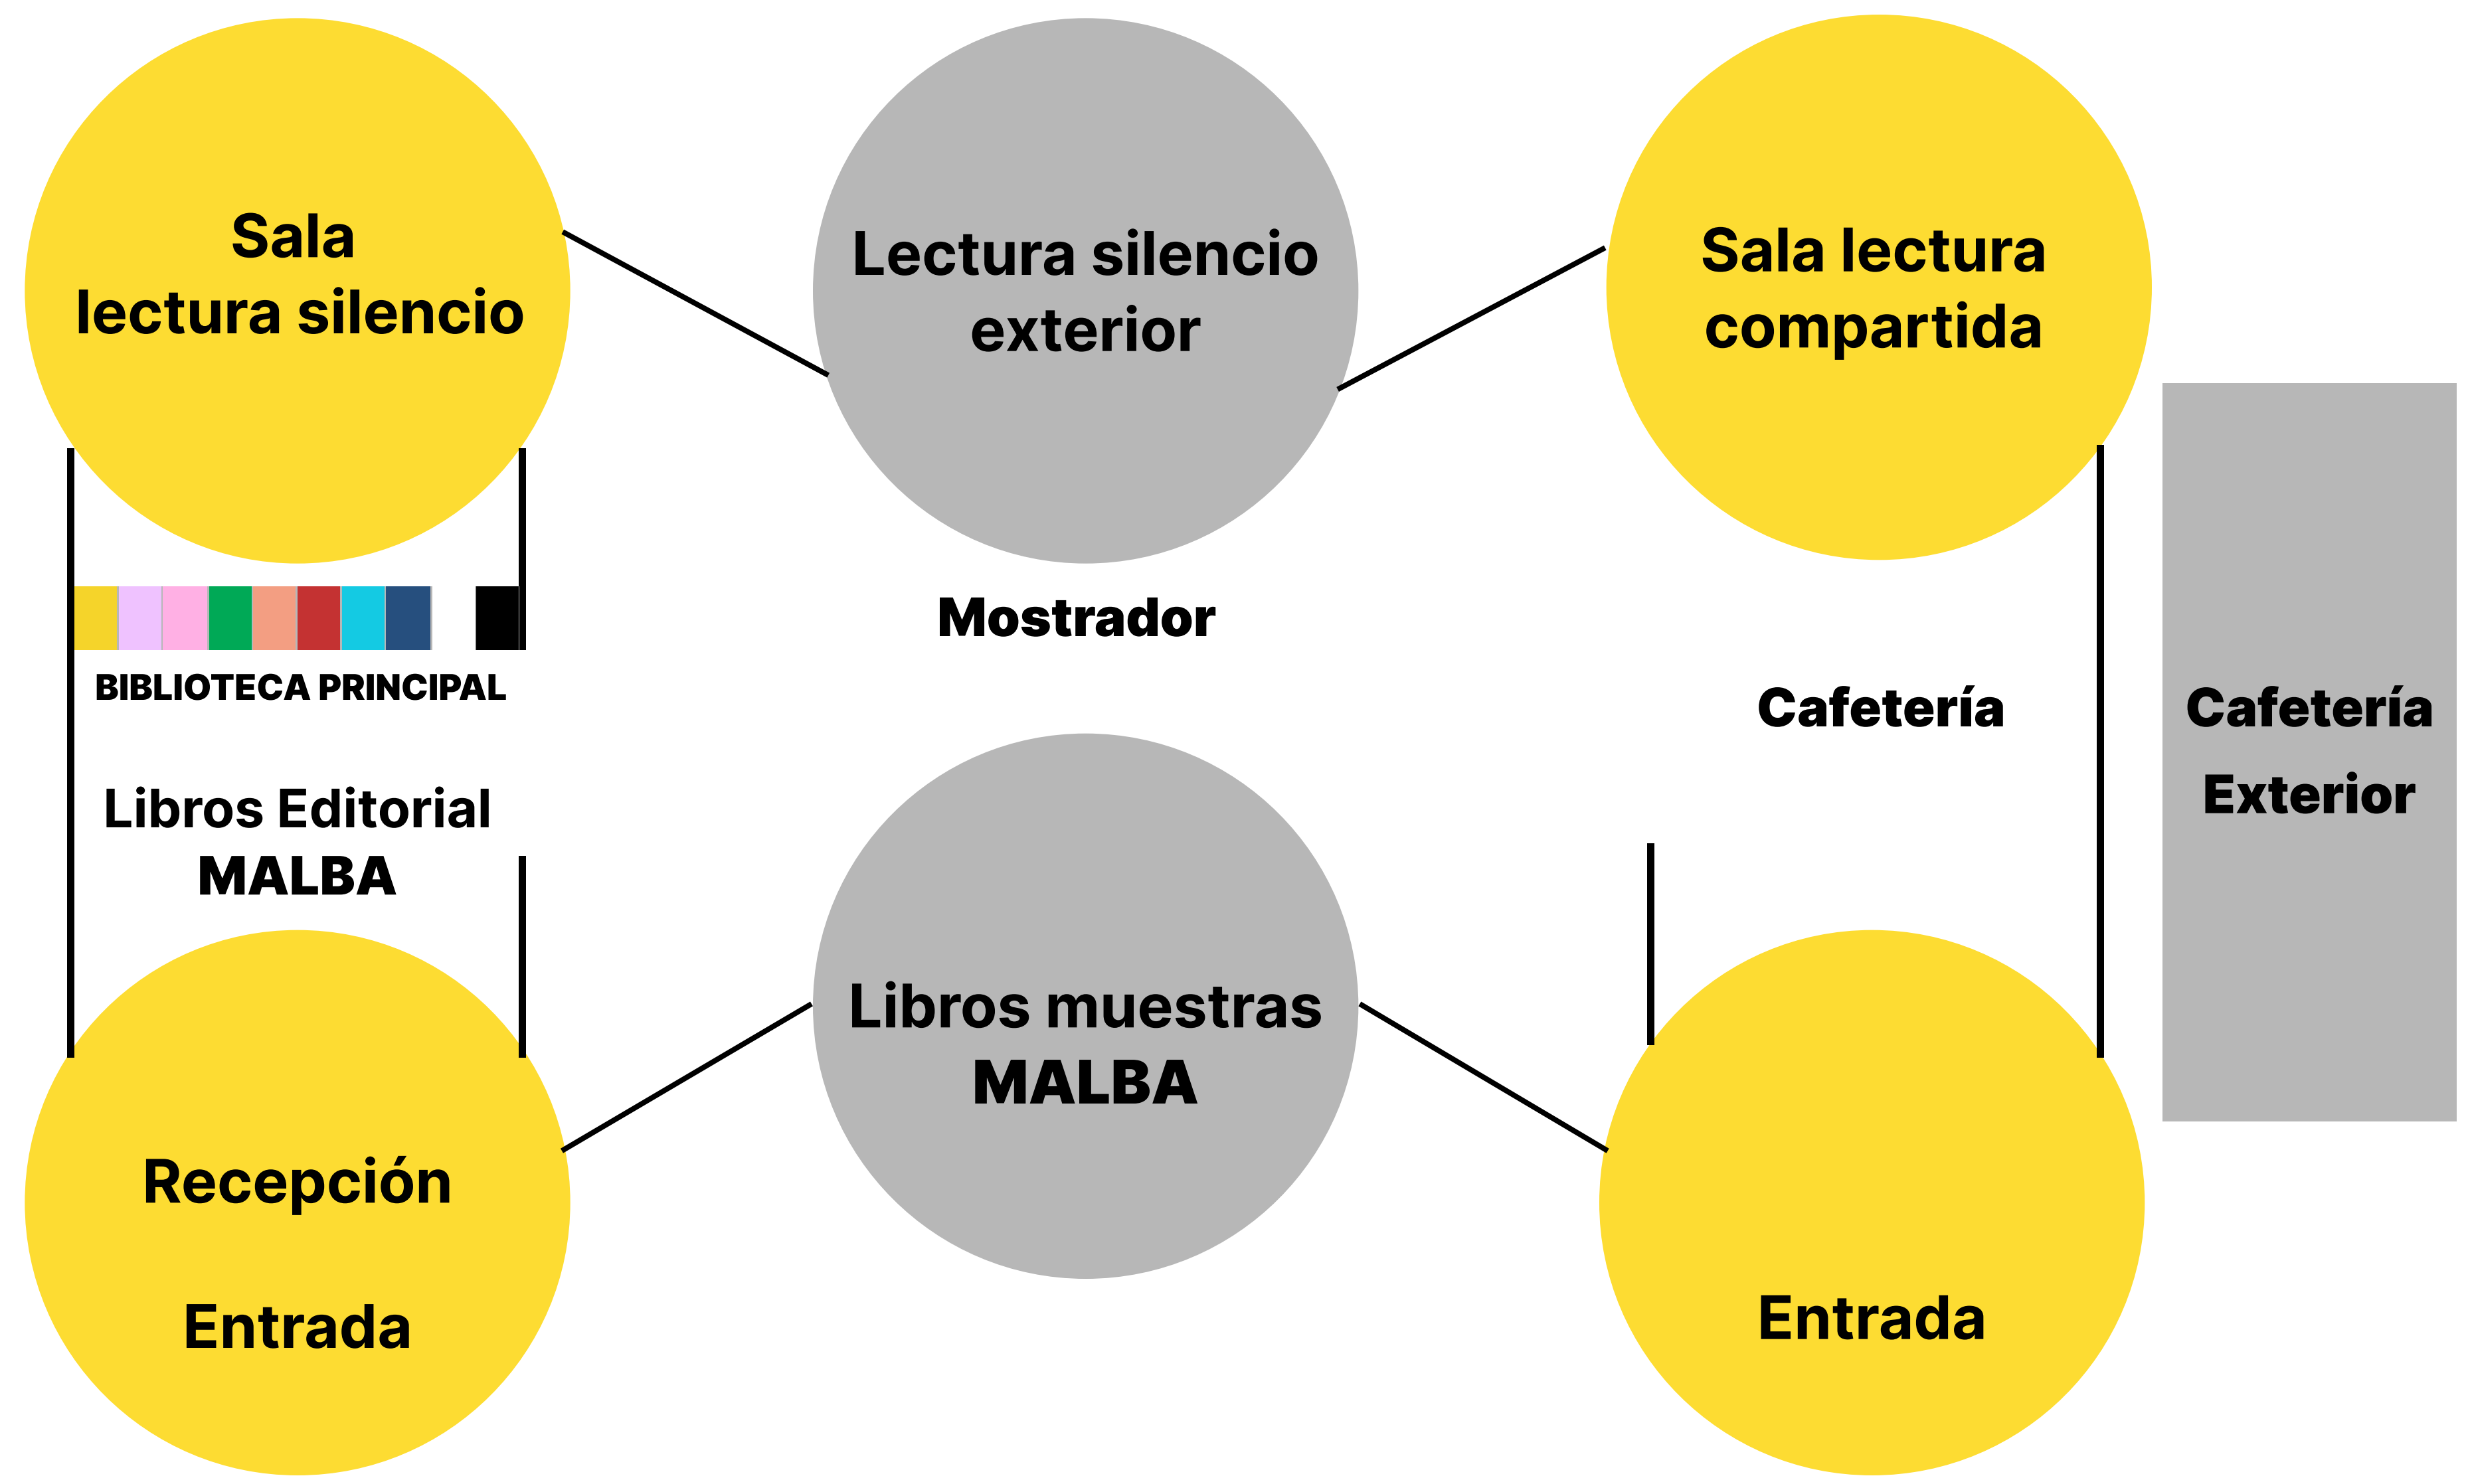 Sala
lectura silencio
Lectura silencio
exterior
Sala lectura
compartida
Mostrador
BIBLIOTECA PRINCIPAL
Libros Editorial
MALBA
Cafetería
Cafetería
Exterior
Libros muestras
MALBA
Recepción
Entrada
Entrada